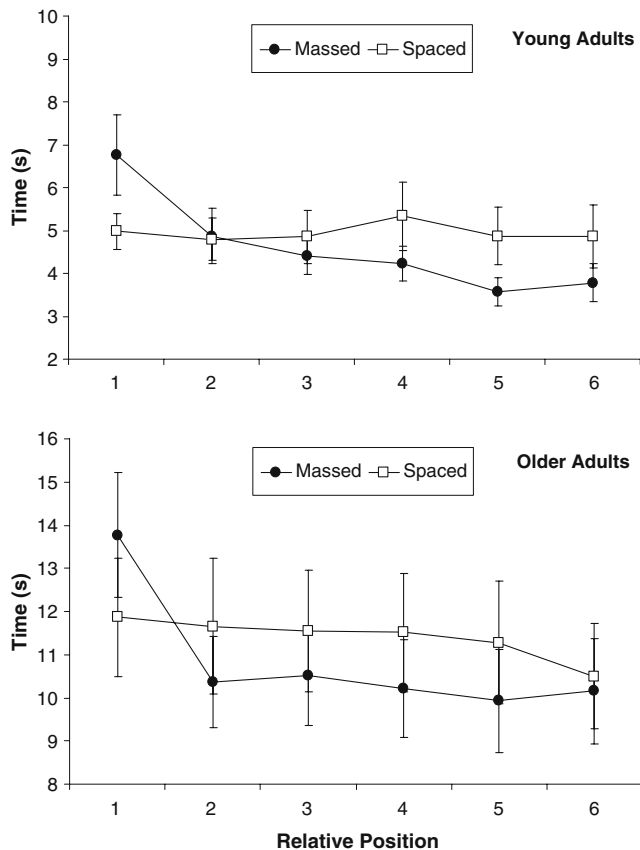 Young Adults
Massed Spaced
Time (s)
10
9
8
7
6
5
4
3
2
1 2 3 4 5 6
Older Adults
Massed Spaced
Time (s)
16
15
14
13
12
11
10
9
8
1 2 3 4 5 6
Relative Position